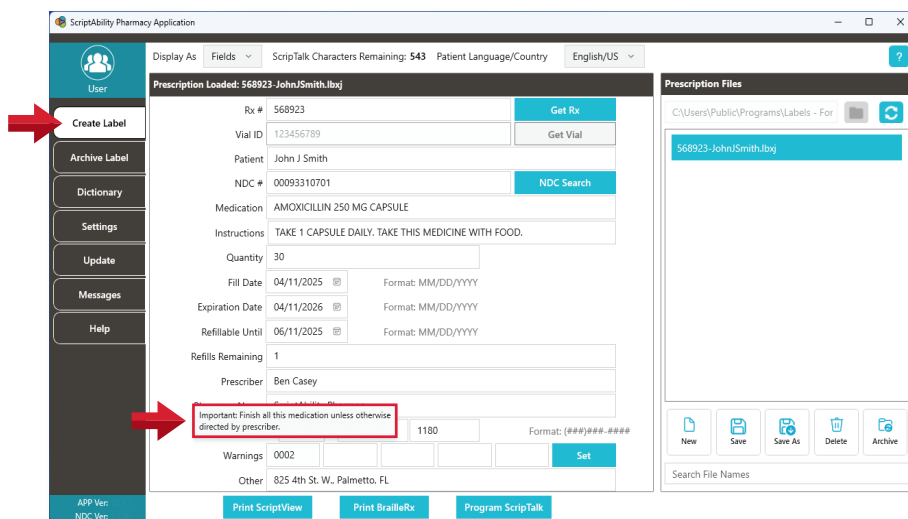 ScriptAbility Pharmacy Application
User
Create Label
Archive Label
Dictionary
Settings
Update
Messages
Help
APP Ver:
NDC Ver:
Display As Fields ScripTalk Characters Remaining: 543 Patient Language/Country English/US ?
Prescription Loaded: 568923-JohnJSmith.lbxj
Rx # 568923 Get Rx
Vial ID 123456789 Get Vial
Patient John J Smith
NDC # 00093310701 NDC Search
Medication AMOXICILLIN 250 MG CAPSULE
Instructions TAKE 1 CAPSULE DAILY. TAKE THIS MEDICINE WITH FOOD.
Quantity 30
Fill Date 04/11/2025 Format: MM/DD/YYYY
Expiration Date 04/11/2026 Format: MM/DD/YYYY
Refillable Until 06/11/2025 Format: MM/DD/YYYY
Refills Remaining 1
Prescriber Ben Casey
Important: Finish all this medication unless otherwise
directed by prescriber.
1180 Format: (###)###-####
Warnings 0002 Set
Other 825 4th St. W., Palmetto, FL
Print ScriptView Print BrailleRx Program ScripTalk
Prescription Files
C:\Users\Public\Programs\Labels - For
568923-JohnJSmith.lbxj
New Save Save As Delete Archive
Search File Names